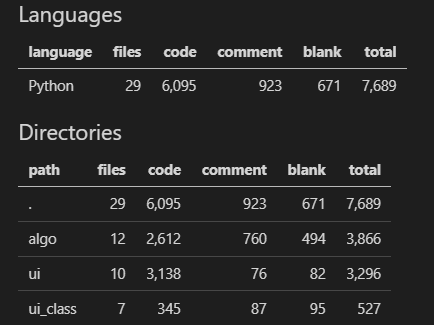 Languages
language files code comment blank total
Python 29 6,095 923 671 7,689
Directories
path files code comment blank total
. 29 6,095 923 671 7,689
algo 12 2,612 760 494 3,866
ui 10 3,138 76 82 3,296
ui_class 7 345 87 95 527